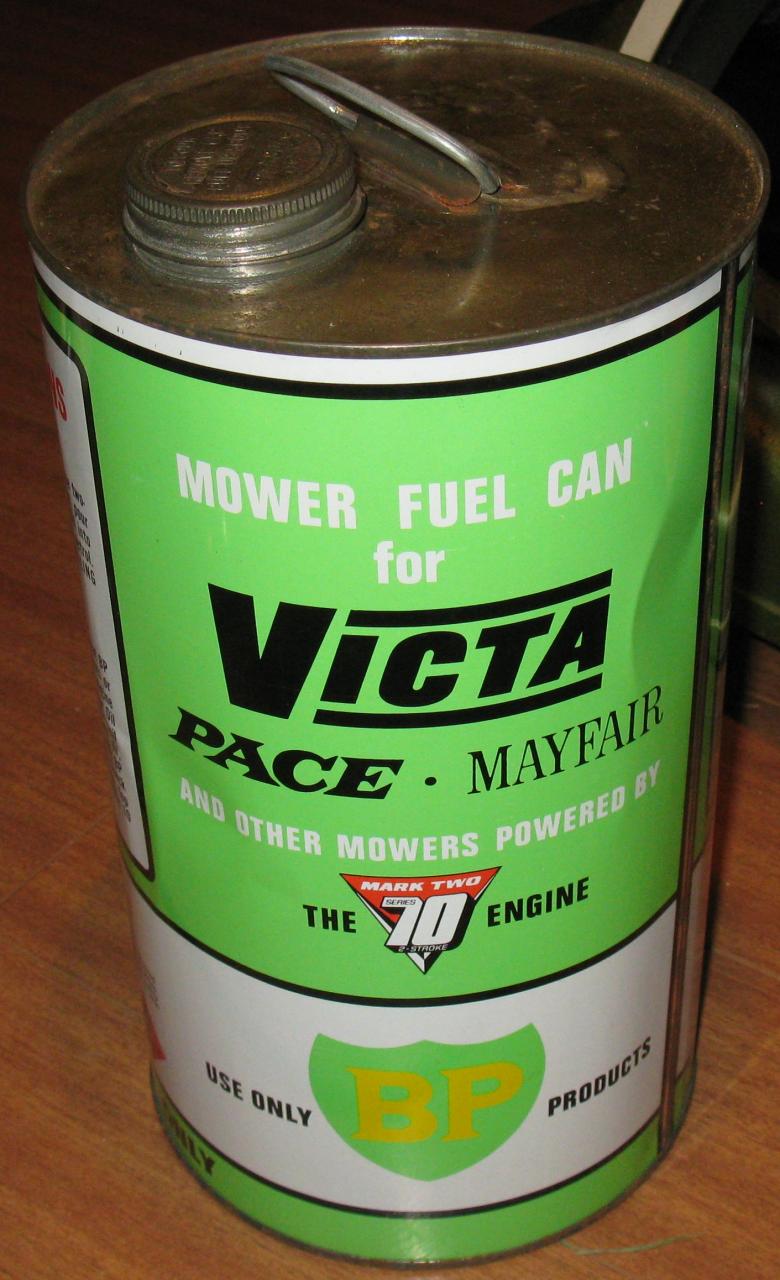 MOWER FUEL CAN
for
VICTA
PACE · MAYFAIR
AND OTHER MOWERS POWERED BY
MARK TWO
SERIES
THE 70 ENGINE
2-STROKE
USE ONLY BP PRODUCTS